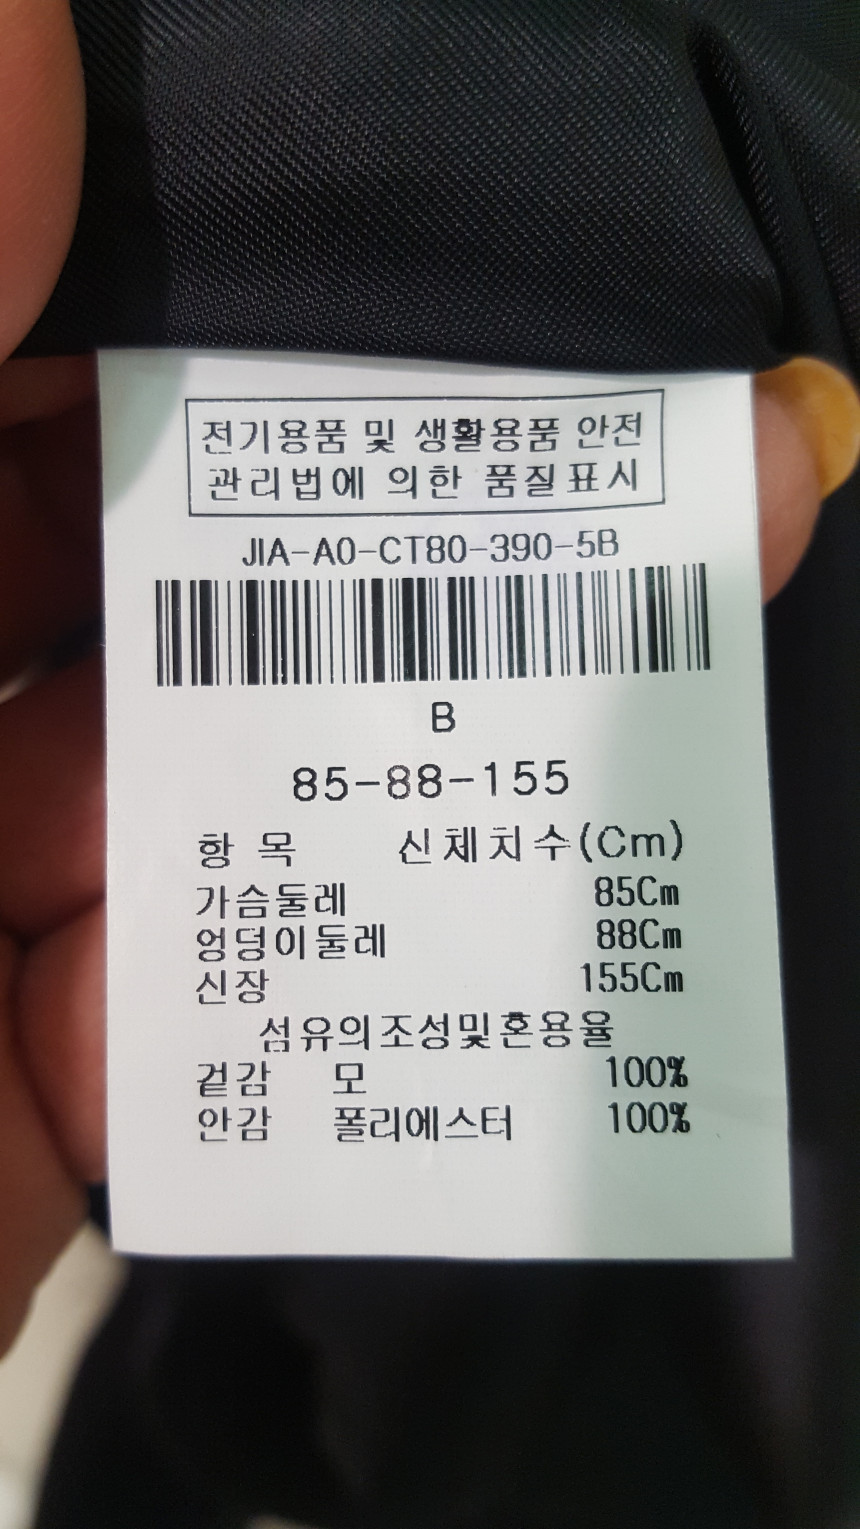 전기용품 및 생활용품 안전
관리법에 의한 품질표시
JIA-A0-CT80-390-5B
B
85-88-155
항 목 신체치수(Cm)
가슴둘레 85Cm
엉덩이둘레 88Cm
신장 155Cm
섬유의조성및혼용율
겉감 모 100%
안감 폴리에스터 100%